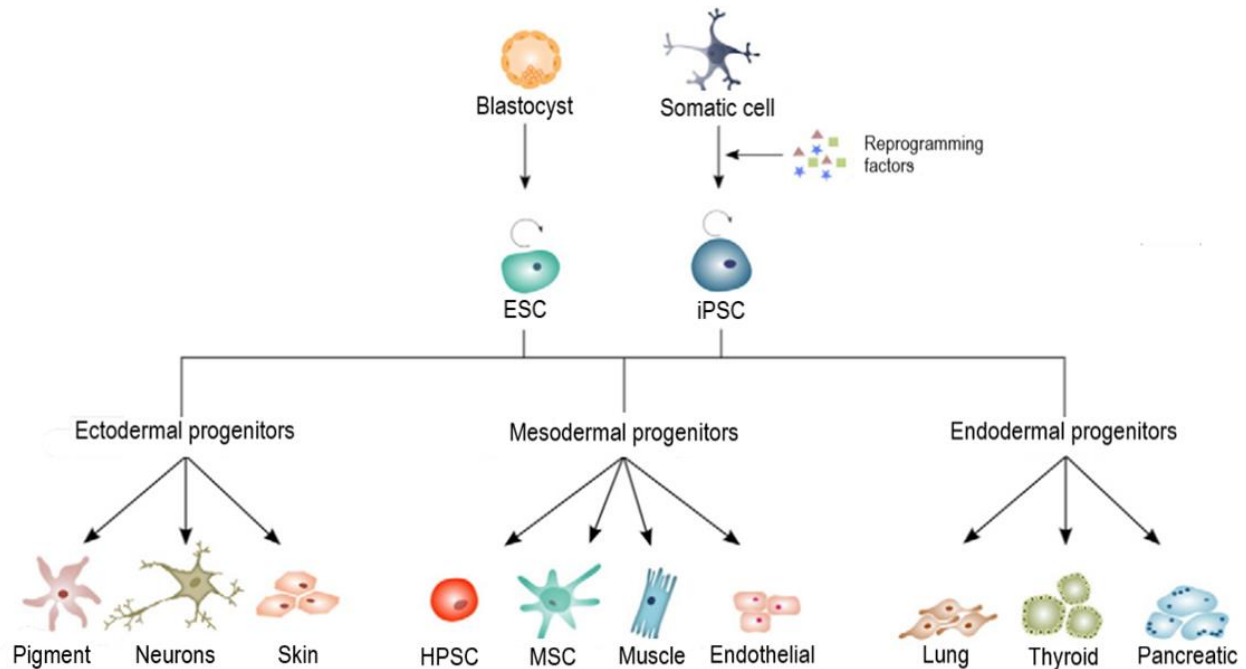 Blastocyst
Somatic cell
Reprogramming
factors
ESC
iPSC
Ectodermal progenitors
Mesodermal progenitors
Endodermal progenitors
Pigment
Neurons
Skin
HPSC
MSC
Muscle
Endothelial
Lung
Thyroid
Pancreatic